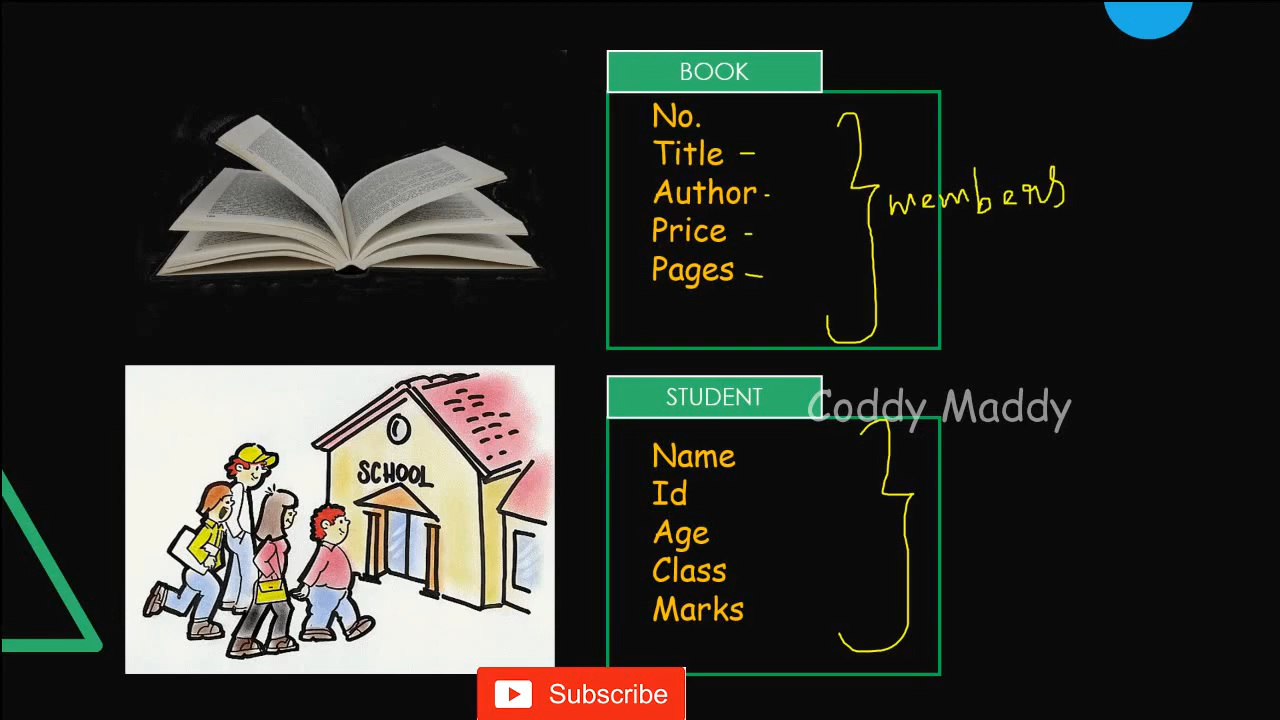 BOOK
No.
Title -
Author -
Price -
Pages -
members
STUDENT
Coddy Maddy
Name
Id
Age
Class
Marks
SCHOOL
Subscribe